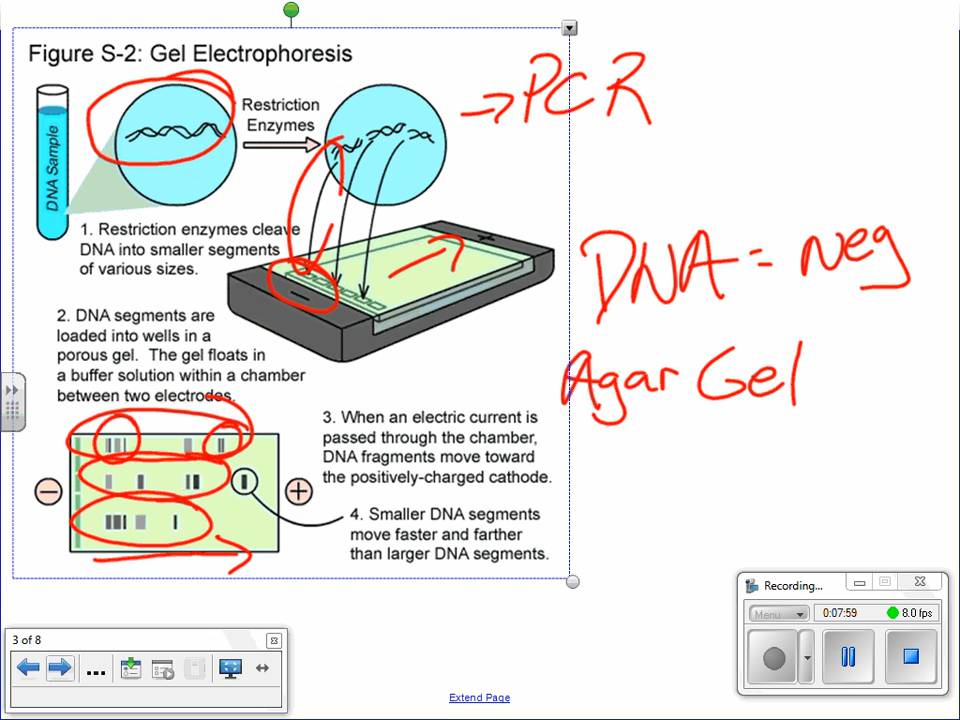 Figure S-2: Gel Electrophoresis
DNA Sample
Restriction
Enzymes
→PCR
1. Restriction enzymes cleave
DNA into smaller segments
of various sizes.
+
−
DNA = neg
2. DNA segments are
loaded into wells in a
porous gel. The gel floats in
a buffer solution within a chamber
between two electrodes.
Agar Gel
3. When an electric current is
passed through the chamber,
DNA fragments move toward
the positively-charged cathode.
−
+
4. Smaller DNA segments
move faster and farther
than larger DNA segments.
Recording...
Menu
0:07:59
8.0 fps
3 of 8
...
Extend Page